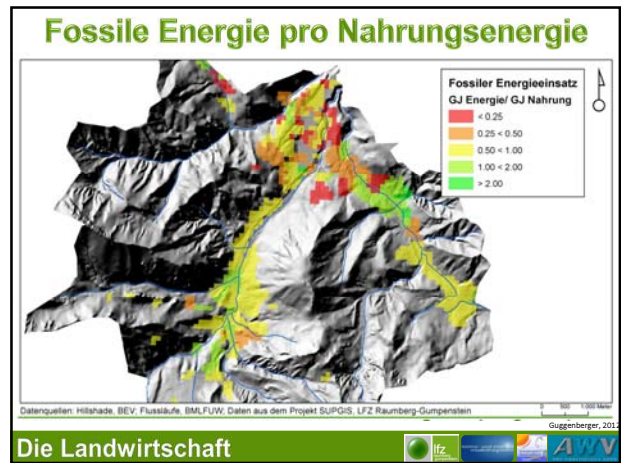 Fossile Energie pro Nahrungsenergie
Fossiler Energieeinsatz
GJ Energie/ GJ Nahrung
< 0.25
0.25 < 0.50
0.50 < 1.00
1.00 < 2.00
> 2.00
Datenquellen: Hillshade, BEV; Flussläufe, BMLFUW; Daten aus dem Projekt SUPGIS, LFZ Raumberg-Gumpenstein
0 500 1.000 Meter
Guggenberger, 2012
Die Landwirtschaft
lfz
AWV